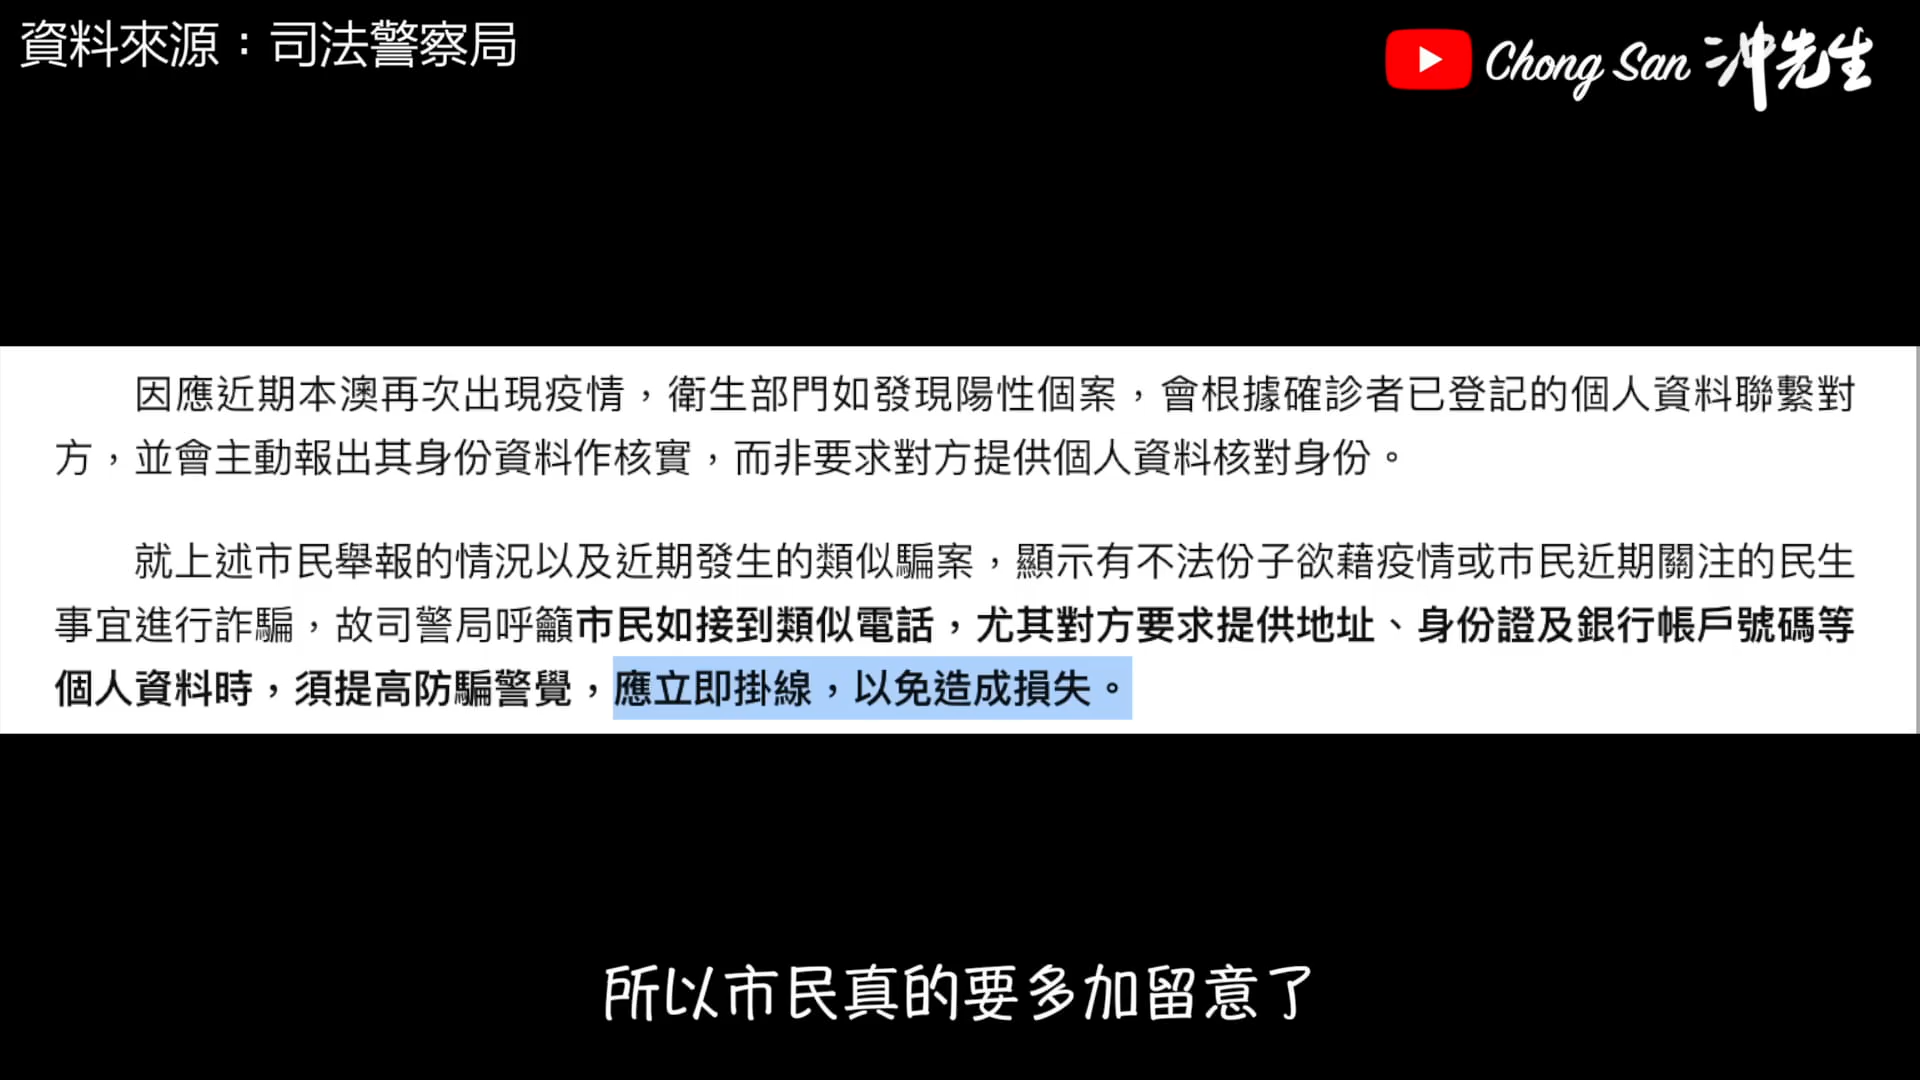 資料來源：司法警察局
Chong San 沖先生
因應近期本澳再次出現疫情，衛生部門如發現陽性個案，會根據確診者已登記的個人資料聯繫對
方，並會主動報出其身份資料作核實，而非要求對方提供個人資料核對身份。
就上述市民舉報的情況以及近期發生的類似騙案，顯示有不法份子欲藉疫情或市民近期關注的民生
事宜進行詐騙，故司警局呼籲市民如接到類似電話，尤其對方要求提供地址、身份證及銀行帳戶號碼等
個人資料時，須提高防騙警覺，應立即掛線，以免造成損失。
所以市民真的要多加留意了